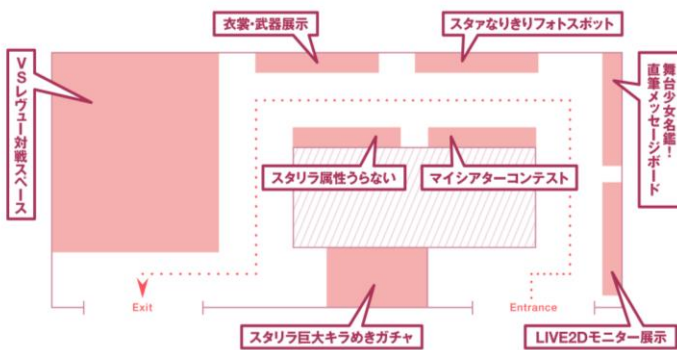 衣裳・武器展示
スタァなりきりフォトスポット
VSレヴュー対戦スペース
舞台少女名鑑！
直筆メッセージボード
スタリラ属性うらない
マイシアターコンテスト
Exit
Entrance
スタリラ巨大キラめきガチャ
LIVE2Dモニター展示